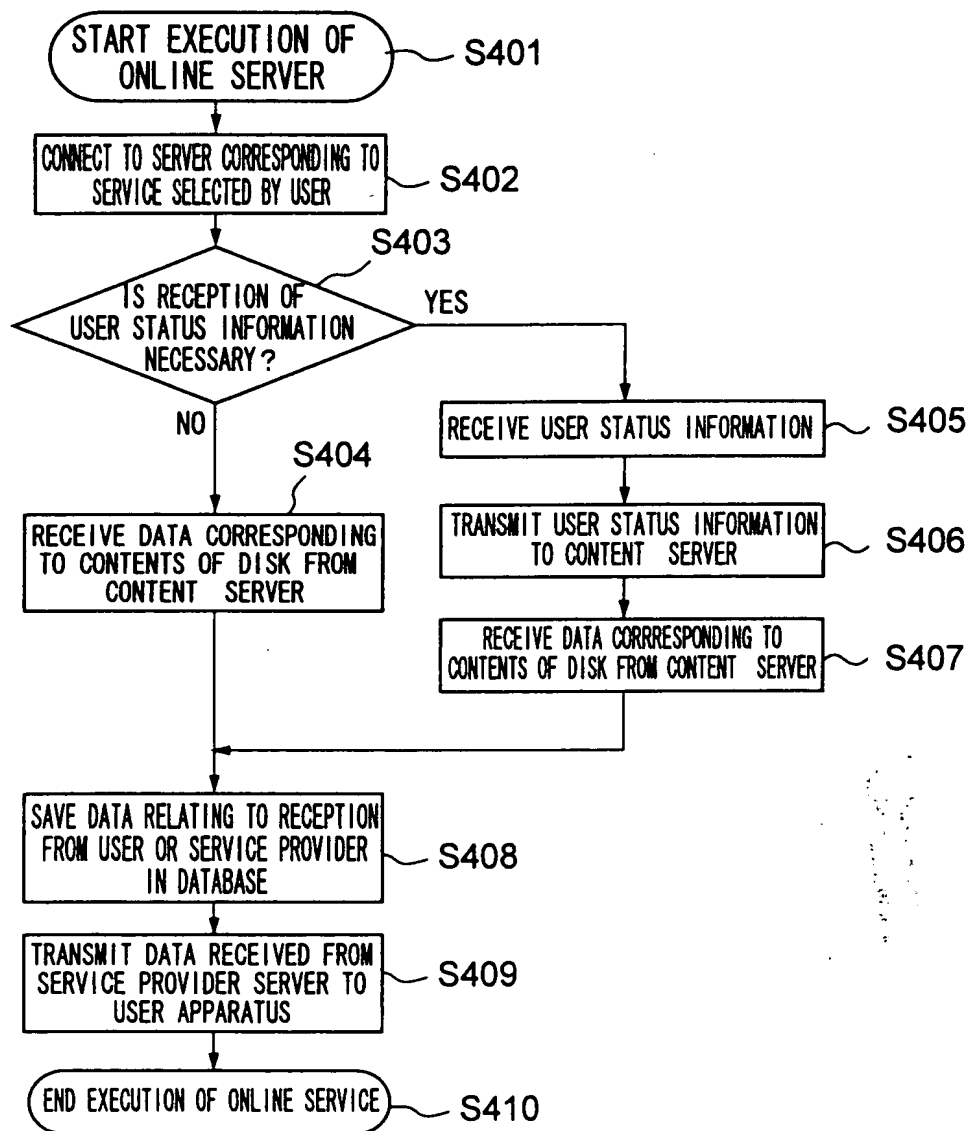 START EXECUTION OF
ONLINE SERVER
S401
CONNECT TO SERVER CORRESPONDING TO
SERVICE SELECTED BY USER
S402
S403
IS RECEPTION OF
USER STATUS INFORMATION
NECESSARY?
YES
NO
RECEIVE USER STATUS INFORMATION
S405
S404
RECEIVE DATA CORRESPONDING
TO CONTENTS OF DISK FROM
CONTENT SERVER
TRANSMIT USER STATUS INFORMATION
TO CONTENT SERVER
S406
RECEIVE DATA CORRRESPONDING TO
CONTENTS OF DISK FROM CONTENT SERVER
S407
SAVE DATA RELATING TO RECEPTION
FROM USER OR SERVICE PROVIDER
IN DATABASE
S408
TRANSMIT DATA RECEIVED FROM
SERVICE PROVIDER SERVER TO
USER APPARATUS
S409
END EXECUTION OF ONLINE SERVICE
S410